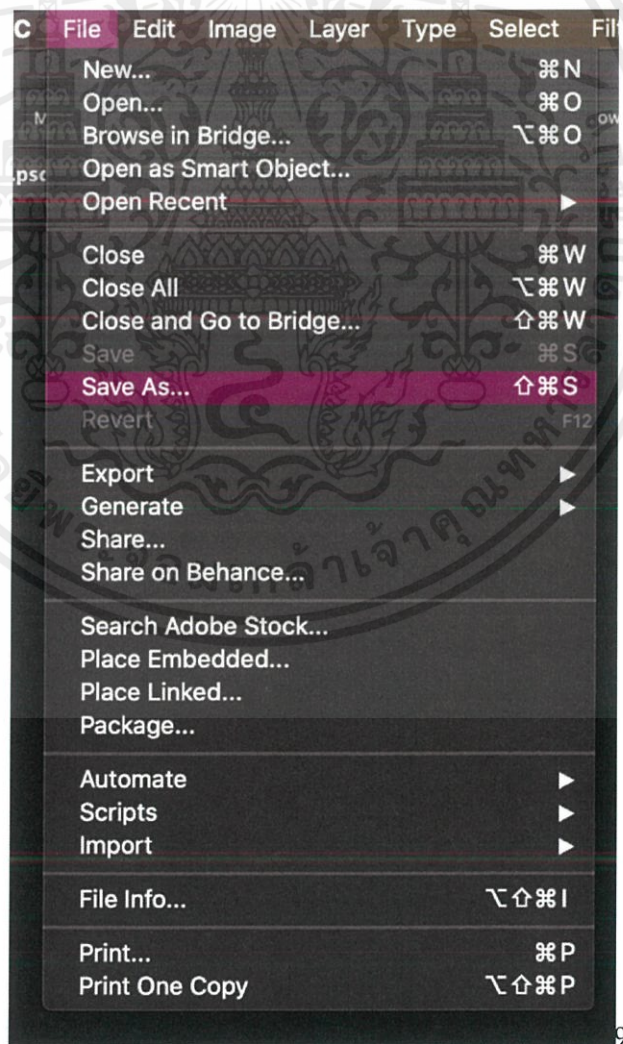 C File Edit Image Layer Type Select Filt
New... ⌘N
Open... ⌘O
Browse in Bridge... ⌥⌘O
.psd
Open as Smart Object...
Open Recent ▶
Close ⌘W
Close All ⌥⌘W
Close and Go to Bridge... ⇧⌘W
Save ⌘S
Save As... ⇧⌘S
Revert F12
Export ▶
Generate ▶
Share...
Share on Behance...
Search Adobe Stock...
Place Embedded...
Place Linked...
Package...
Automate ▶
Scripts ▶
Import ▶
File Info... ⌥⇧⌘I
Print... ⌘P
Print One Copy ⌥⇧⌘P